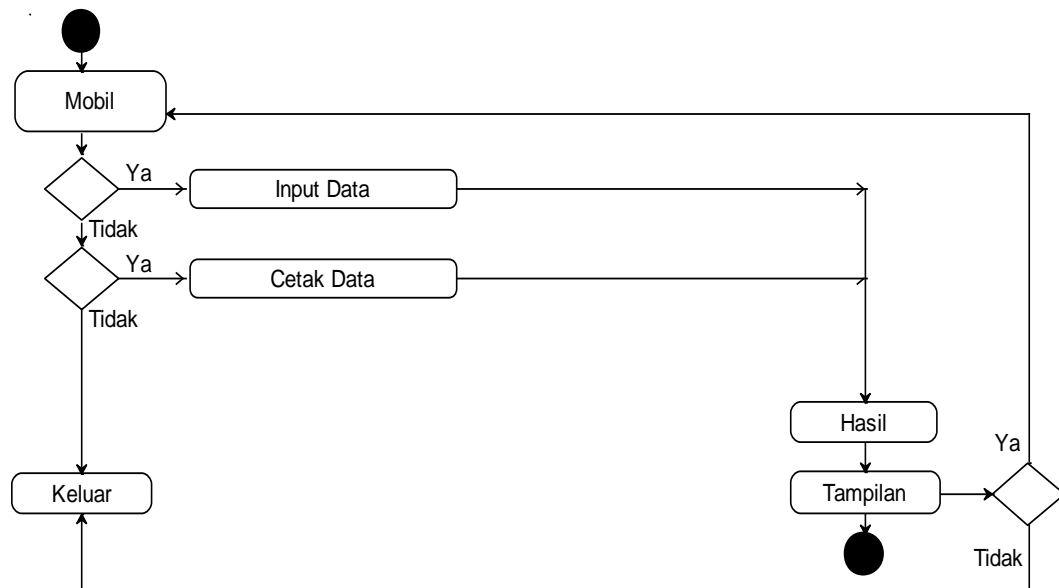 Mobil
Ya
Input Data
Tidak
Ya
Cetak Data
Tidak
Hasil
Ya
Keluar
Tampilan
Tidak